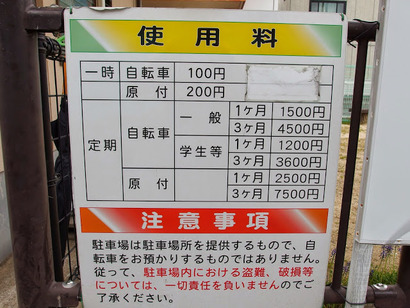 使用料
一時 自転車 100円
原付 200円
定期 自転車 一般 1ヶ月 1500円
3ヶ月 4500円
学生等 1ヶ月 1200円
3ヶ月 3600円
原付 1ヶ月 2500円
3ヶ月 7500円
注意事項
駐車場は駐車場所を提供するもので、自
転車をお預かりするものではありません。
従って、駐車場内における盗難、破損等
については、一切責任を負いませんのでご
了承ください。